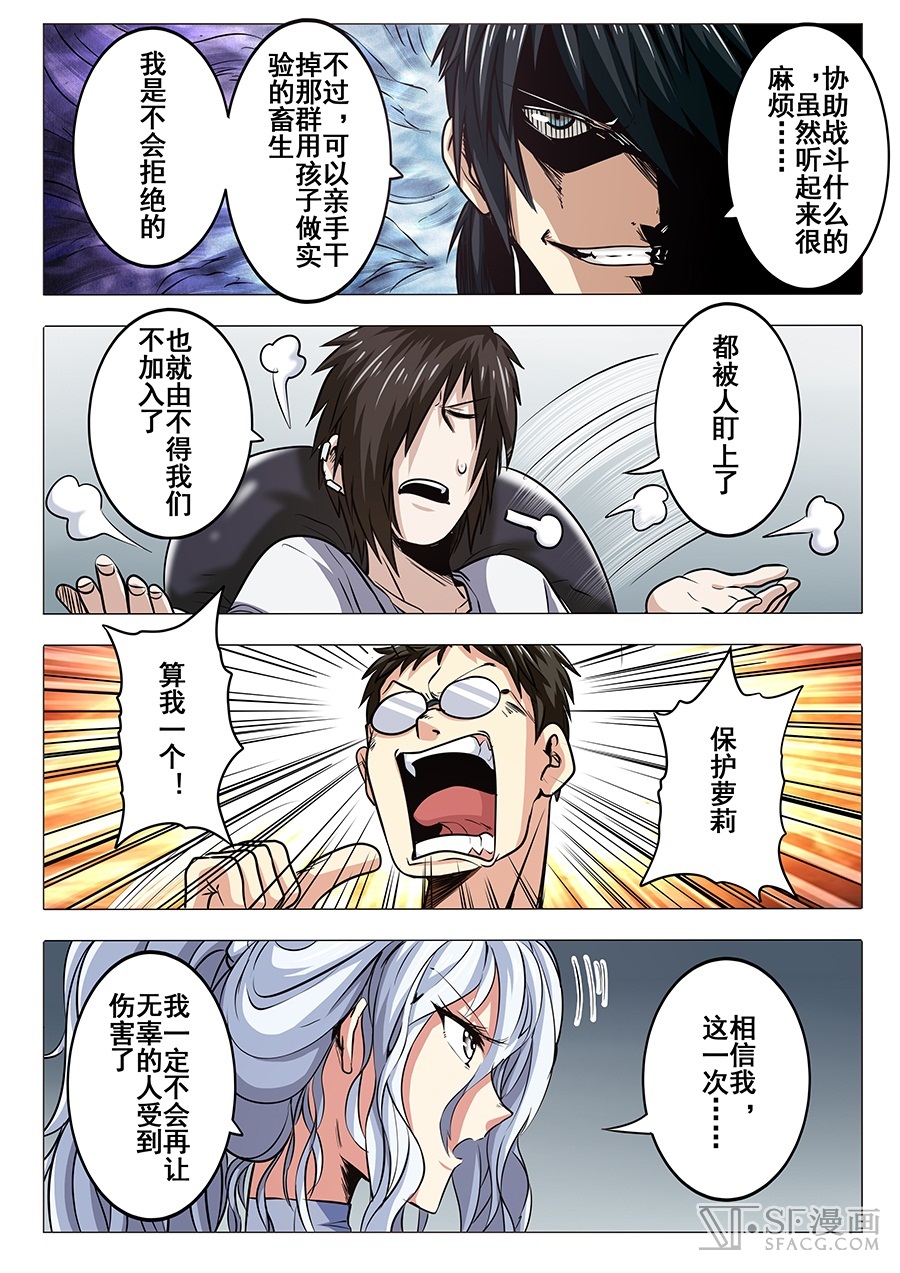 协助战斗什么的
,虽然听起来很
麻烦……
不过,可以亲手干
掉那群用孩子做实
验的畜生
我是不会拒绝的
都被人盯上了
也就由不得我们
不加入了
保护萝莉
算我一个!
相信我,
这一次……
我一定不会再让
无辜的人受到
伤害了
SF漫画
SFACG.COM